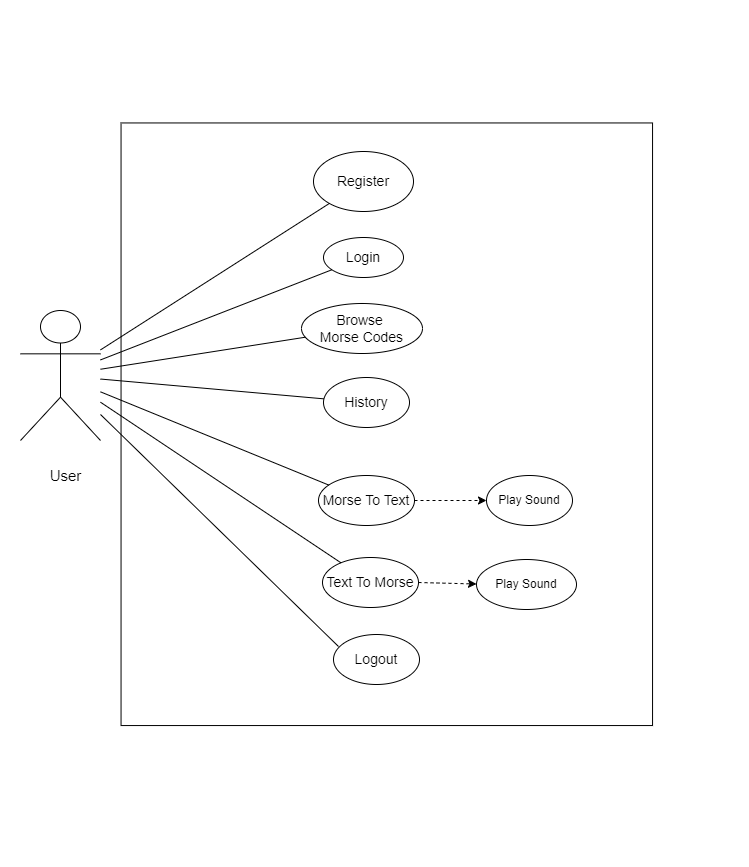 Register
Login
Browse
Morse Codes
History
User
Morse To Text
Play Sound
Text To Morse
Play Sound
Logout